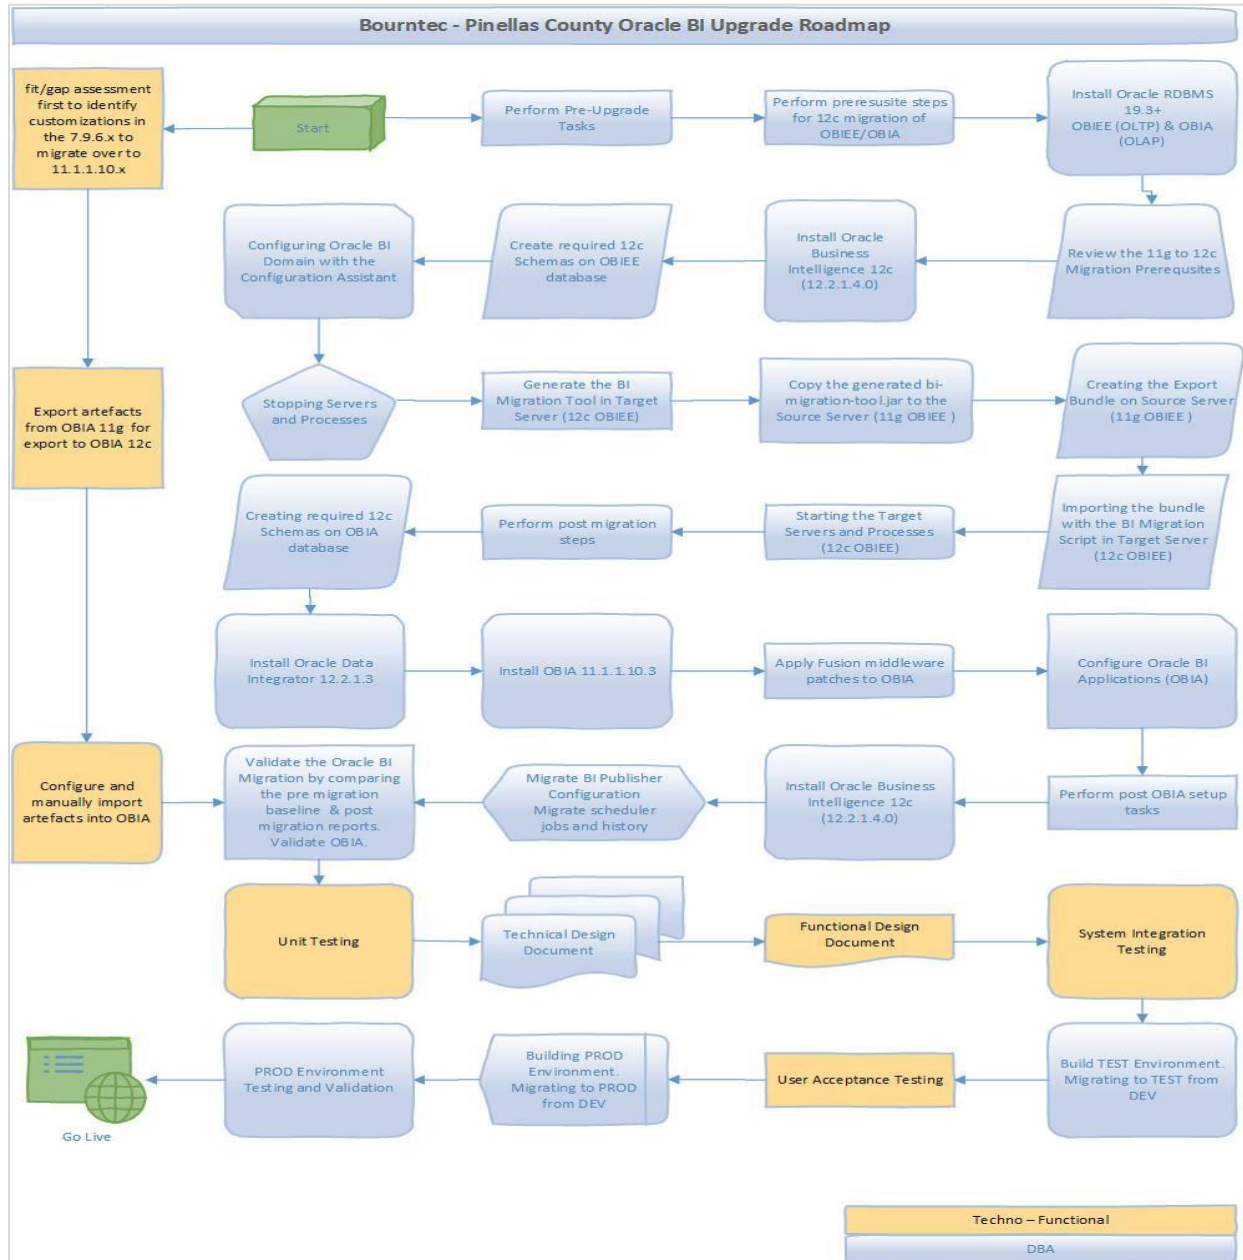 Bourntec - Pinellas County Oracle BI Upgrade Roadmap
fit/gap assessment
first to identify
customizations in
the 7.9.6.x to
migrate over to
11.1.1.10.x
Start
Perform Pre-Upgrade
Tasks
Perform preresusite steps
for 12c migration of
OBIEE/OBIA
Install Oracle RDBMS
19.3+
OBIEE (OLTP) & OBIA
(OLAP)
Configuring Oracle BI
Domain with the
Configuration Assistant
Create required 12c
Schemas on OBIEE
database
Install Oracle
Business
Intelligence 12c
(12.2.1.4.0)
Review the 11g to 12c
Migration Prerequsites
Export artefacts
from OBIA 11g for
export to OBIA 12c
Stopping Servers
and Processes
Generate the BI
Migration Tool in Target
Server (12c OBIEE)
Copy the generated bi-
migration-tool.jar to the
Source Server (11g OBIEE )
Creating the Export
Bundle on Source Server
(11g OBIEE )
Creating required 12c
Schemas on OBIA
database
Perform post migration
steps
Starting the Target
Servers and Processes
(12c OBIEE)
Importing the bundle
with the BI Migration
Script in Target Server
(12c OBIEE)
Install Oracle Data
Integrator 12.2.1.3
Install OBIA 11.1.1.10.3
Apply Fusion middleware
patches to OBIA
Configure Oracle BI
Applications (OBIA)
Configure and
manually import
artefacts into OBIA
Validate the Oracle BI
Migration by comparing
the pre migration
baseline & post
migration reports.
Validate OBIA.
Migrate BI Publisher
Configuration
Migrate scheduler
jobs and history
Install Oracle Business
Intelligence 12c
(12.2.1.4.0)
Perform post OBIA setup
tasks
Unit Testing
Technical Design
Document
Functional Design
Document
System Integration
Testing
Go Live
PROD Environment
Testing and Validation
Building PROD
Environment.
Migrating to PROD
from DEV
User Acceptance Testing
Build TEST Environment.
Migrating to TEST from
DEV
Techno – Functional
DBA